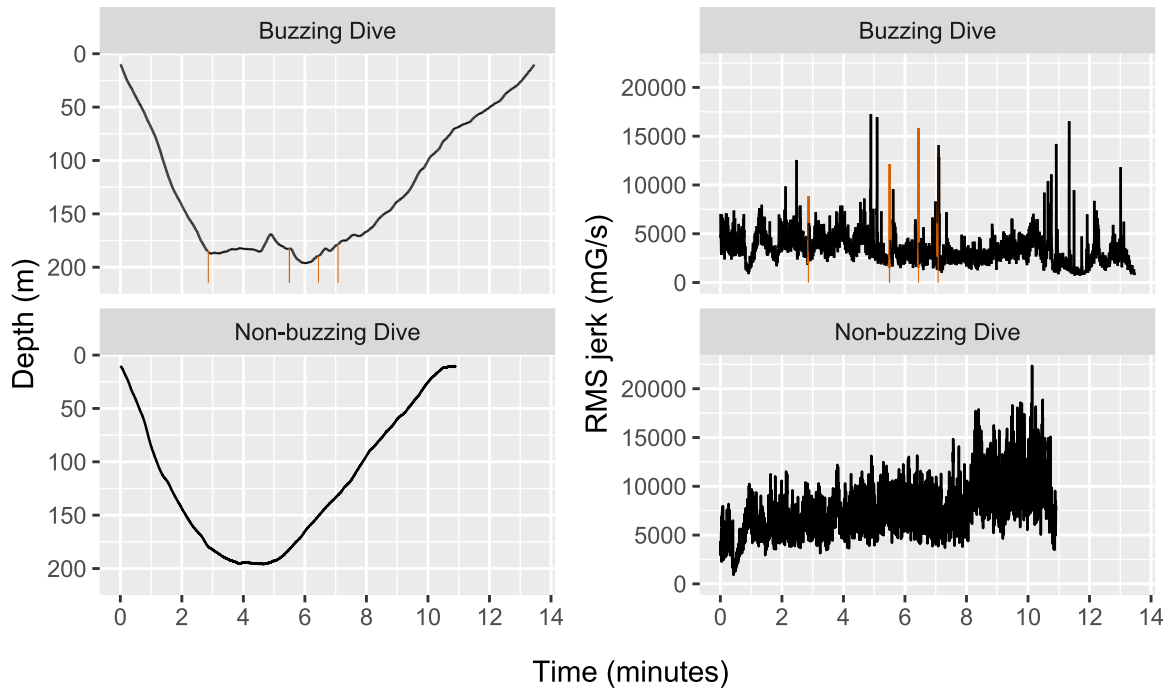 Buzzing Dive
0
50
100
150
200
Non-buzzing Dive
0
50
100
150
200
0 2 4 6 8 10 12 14
Depth (m)
Buzzing Dive
20000
15000
10000
5000
0
Non-buzzing Dive
20000
15000
10000
5000
0
0 2 4 6 8 10 12 14
RMS jerk (mG/s)
Time (minutes)